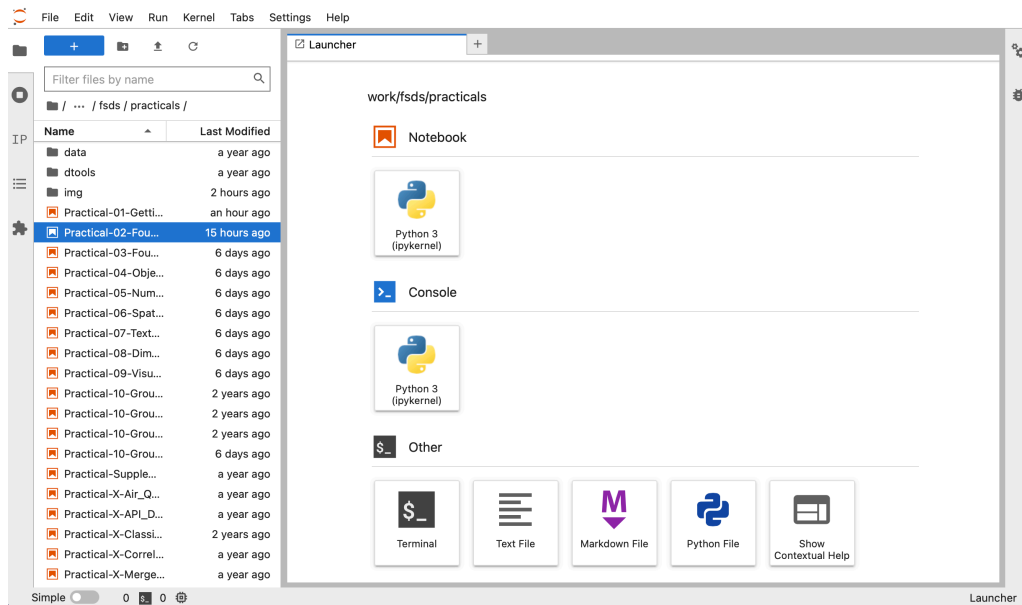 File Edit View Run Kernel Tabs Settings Help
+
Filter files by name
/ ... / fsds / practicals /
Name Last Modified
data a year ago
dtools a year ago
img 2 hours ago
Practical-01-Getti... an hour ago
Practical-02-Fou... 15 hours ago
Practical-03-Fou... 6 days ago
Practical-04-Obje... 6 days ago
Practical-05-Num... 6 days ago
Practical-06-Spat... 6 days ago
Practical-07-Text... 6 days ago
Practical-08-Dim... 6 days ago
Practical-09-Visu... 6 days ago
Practical-10-Grou... 2 years ago
Practical-10-Grou... 2 years ago
Practical-10-Grou... 2 years ago
Practical-10-Grou... 6 days ago
Practical-Supple... a year ago
Practical-X-Air_Q... a year ago
Practical-X-API_D... a year ago
Practical-X-Classi... 2 years ago
Practical-X-Correl... a year ago
Practical-X-Merge... a year ago
IP
Launcher +
work/fsds/practicals
Notebook
Python 3
(ipykernel)
>_ Console
Python 3
(ipykernel)
$_ Other
$_
Terminal
Text File
M
Markdown File
Python File
Show
Contextual Help
Simple 0 $_ 0 Launcher